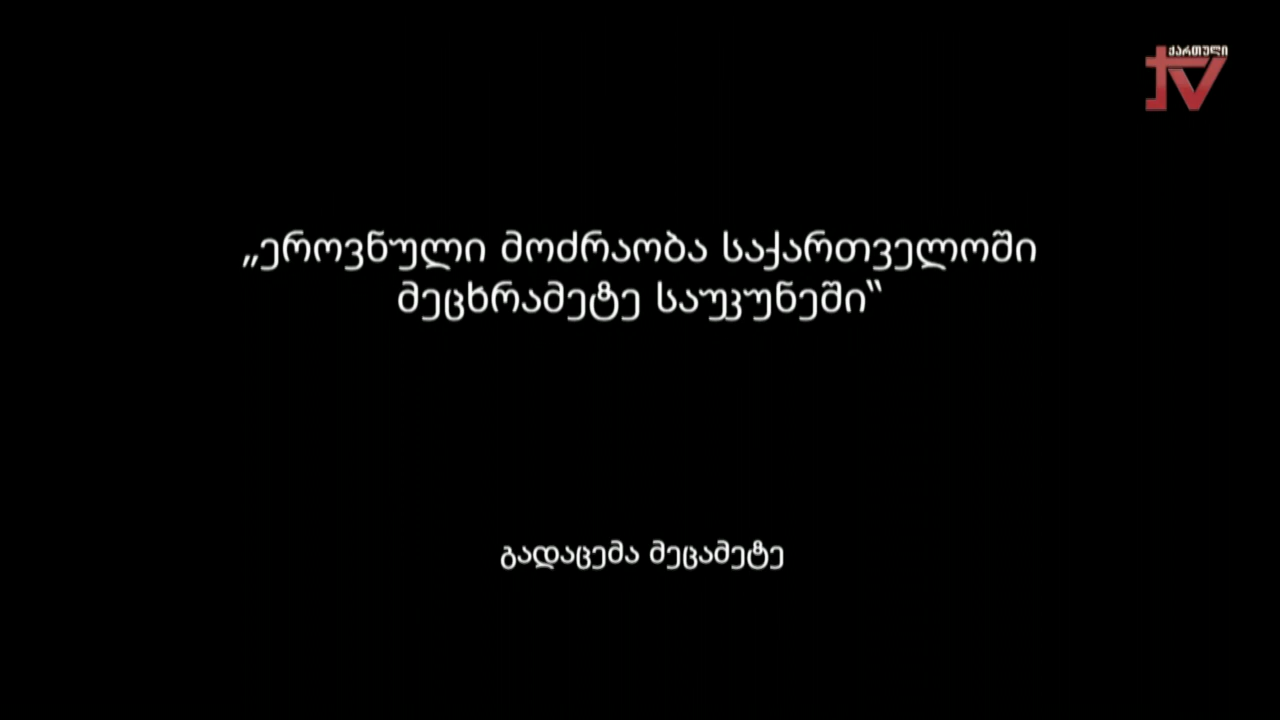 ქართული
TV
„ეროვნული მოძრაობა საქართველოში
მეცხრამეტე საუკუნეში“
გადაცემა მეცამეტე